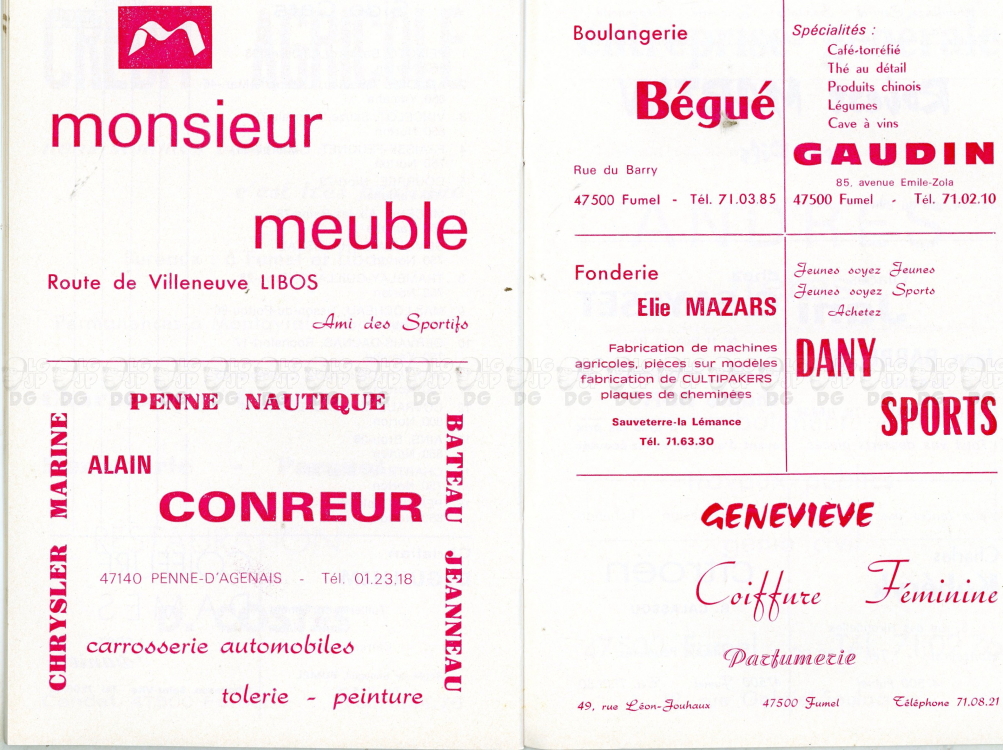 monsieur
meuble
Route de Villeneuve LIBOS
Ami des Sportifs
PENNE NAUTIQUE
CHRYSLER MARINE
BATEAU JEANNEAU
ALAIN
CONREUR
47140 PENNE-D'AGENAIS - Tél. 01.23.18
carrosserie automobiles
tolerie - peinture
Boulangerie
Bégué
Rue du Barry
47500 Fumel - Tél. 71.03.85
Spécialités :
Café-torréfié
Thé au détail
Produits chinois
Légumes
Cave à vins
GAUDIN
85, avenue Emile-Zola
47500 Fumel - Tél. 71.02.10
Fonderie
Elie MAZARS
Fabrication de machines
agricoles, pièces sur modèles
fabrication de CULTIPAKERS
plaques de cheminées
Sauveterre-la Lémance
Tél. 71.63.30
Jeunes soyez Jeunes
Jeunes soyez Sports
Achetez
DANY
SPORTS
GENEVIÈVE
Coiffure Féminine
Parfumerie
49, rue Léon-Jouhaux 47500 Fumel Téléphone 71.08.21